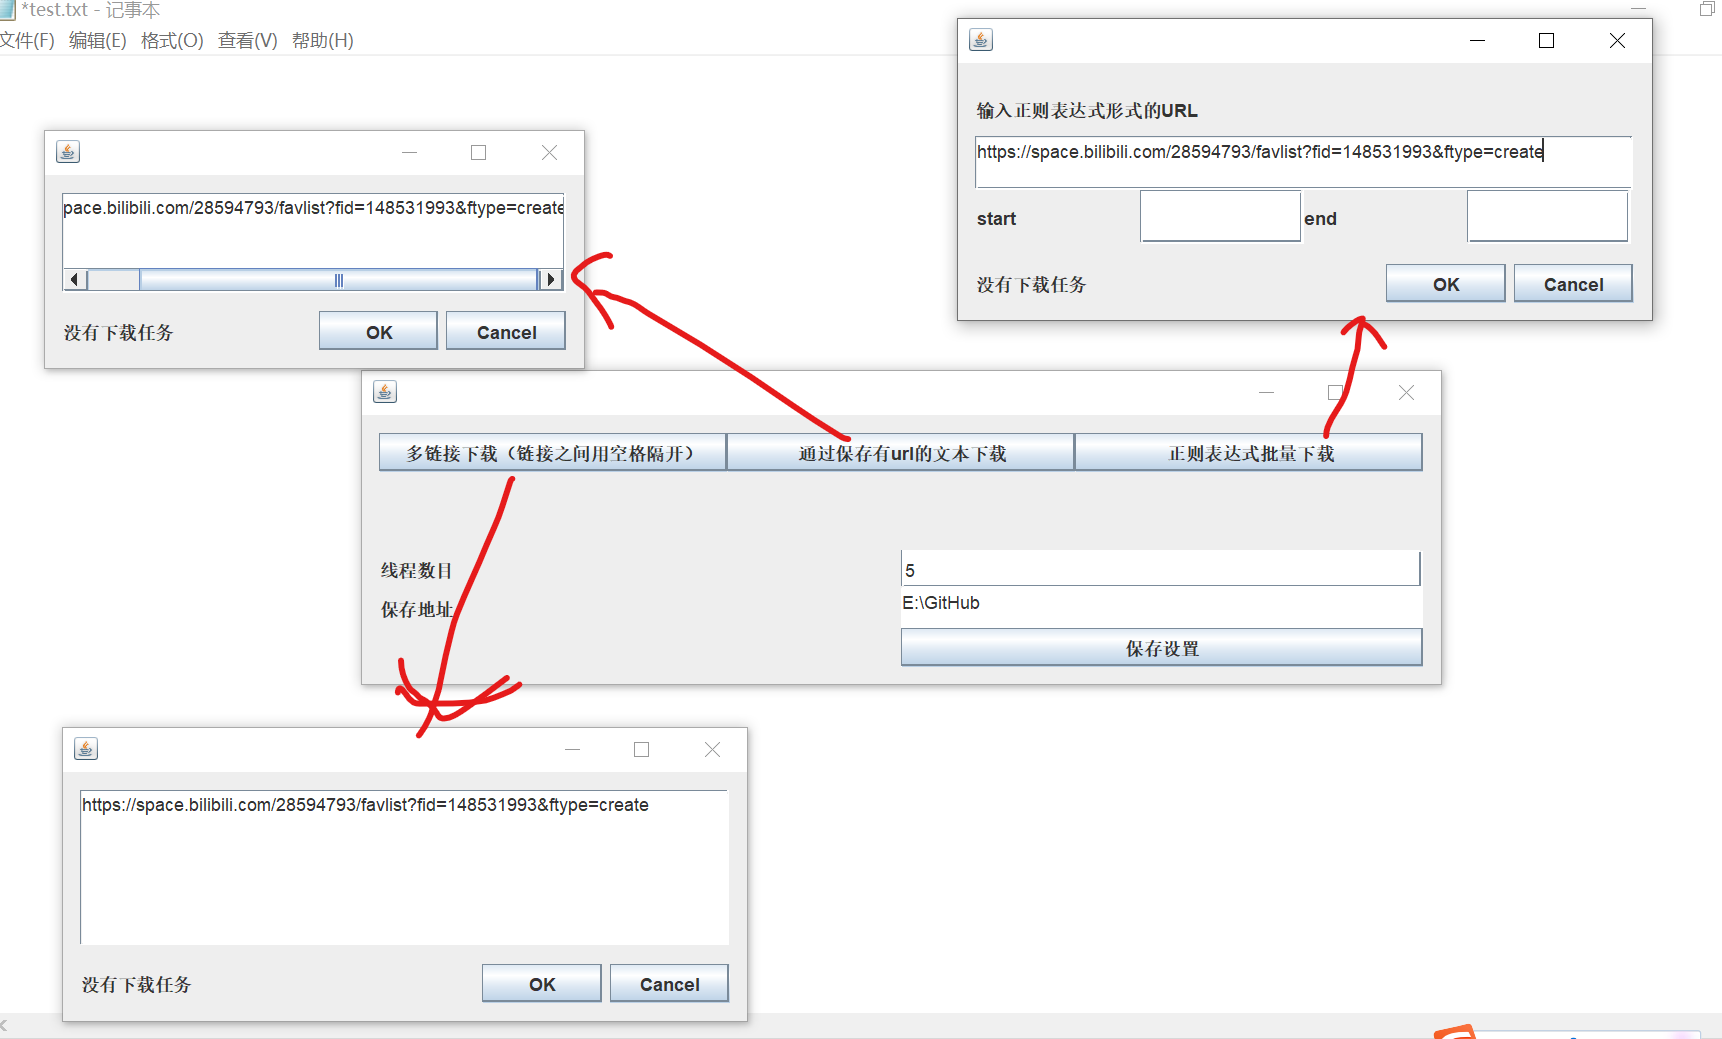 *test.txt - 记事本
文件(F) 编辑(E) 格式(O) 查看(V) 帮助(H)
输入正则表达式形式的URL
https://space.bilibili.com/28594793/favlist?fid=148531993&ftype=create
start end
没有下载任务 OK Cancel
pace.bilibili.com/28594793/favlist?fid=148531993&ftype=create
没有下载任务 OK Cancel
多链接下载（链接之间用空格隔开） 通过保存有url的文本下载 正则表达式批量下载
线程数目 5
保存地址 E:\GitHub
保存设置
https://space.bilibili.com/28594793/favlist?fid=148531993&ftype=create
没有下载任务 OK Cancel